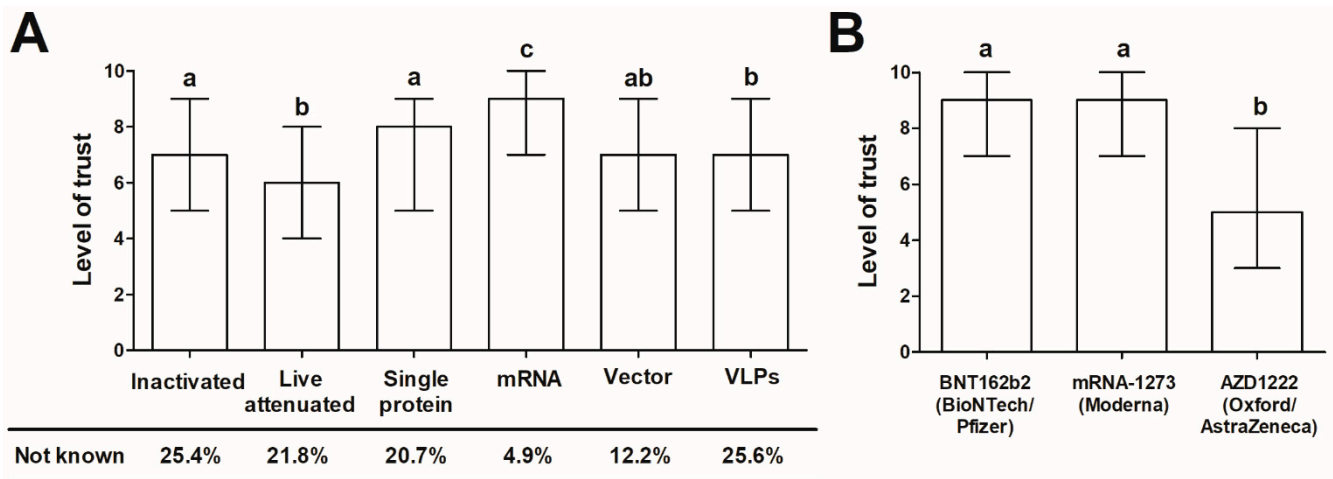 A
a b a c ab b
Level of trust
10
8
6
4
2
0
Inactivated Live attenuated Single protein mRNA Vector VLPs
Not known 25.4% 21.8% 20.7% 4.9% 12.2% 25.6%
B
a a b
Level of trust
10
8
6
4
2
0
BNT162b2 mRNA-1273 AZD1222
(BioNTech/ (Moderna) (Oxford/
Pfizer) AstraZeneca)